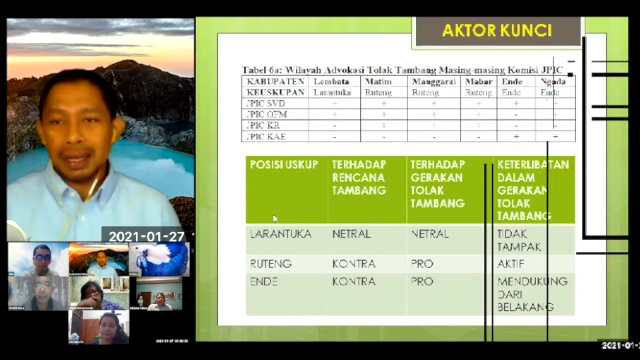 AKTOR KUNCI
Tabel 6a: Wilayah Advokasi Tolak Tambang Masing-masing Komisi JPIC
KABUPATEN Lembata Matim Manggarai Mabar Ende Ngada
KEUSKUPAN Larantuka Ruteng Ruteng Ruteng Ende Ende
JPIC SVD + + + + + +
JPIC OFM + + + + - +
JPIC KR - + + + - -
JPIC KAE - - - - + +
POSISI USKUP TERHADAP RENCANA TAMBANG TERHADAP GERAKAN TOLAK TAMBANG KETERLIBATAN DALAM GERAKAN TOLAK TAMBANG
LARANTUKA NETRAL NETRAL TIDAK TAMPAK
RUTENG KONTRA PRO AKTIF
ENDE KONTRA PRO MENDUKUNG DARI BELAKANG
2021-01-27
2021-01-2